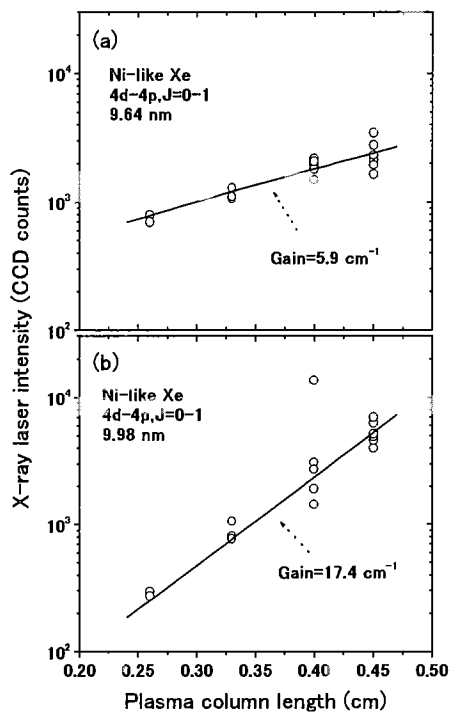 (a)
10⁴
Ni-like Xe
4d-4p,J=0-1
9.64 nm
10³
Gain=5.9 cm⁻¹
10²
X-ray laser intensity (CCD counts)
(b)
10⁴
Ni-like Xe
4d-4p,J=0-1
9.98 nm
10³
Gain=17.4 cm⁻¹
10²
0.20 0.25 0.30 0.35 0.40 0.45 0.50
Plasma column length (cm)